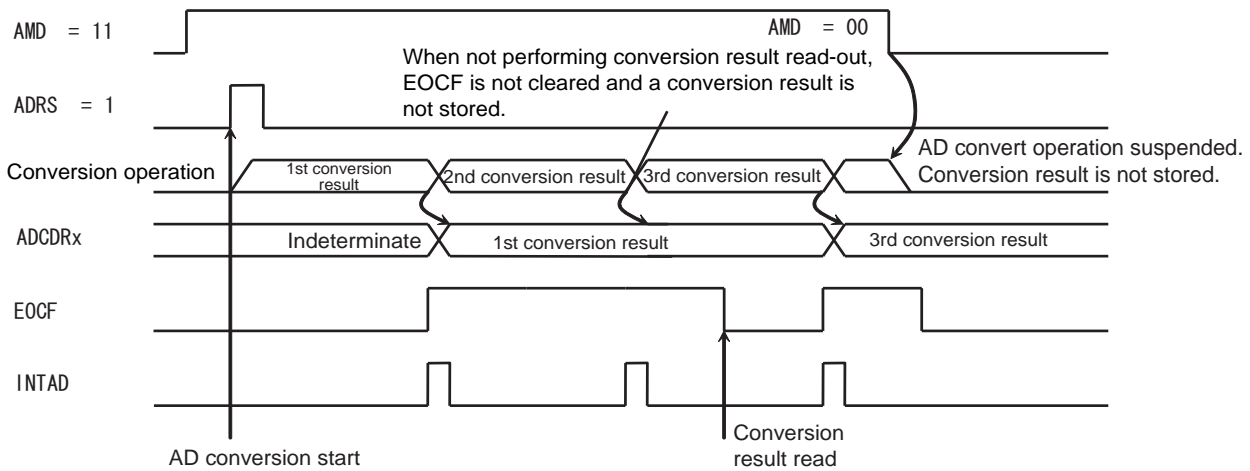 AMD = 11
AMD = 00
When not performing conversion result read-out,
EOCF is not cleared and a conversion result is
not stored.
ADRS = 1
AD convert operation suspended.
Conversion result is not stored.
Conversion operation
1st conversion
result
2nd conversion result
3rd conversion result
ADCDRx
Indeterminate
1st conversion result
3rd conversion result
EOCF
INTAD
AD conversion start
Conversion
result read